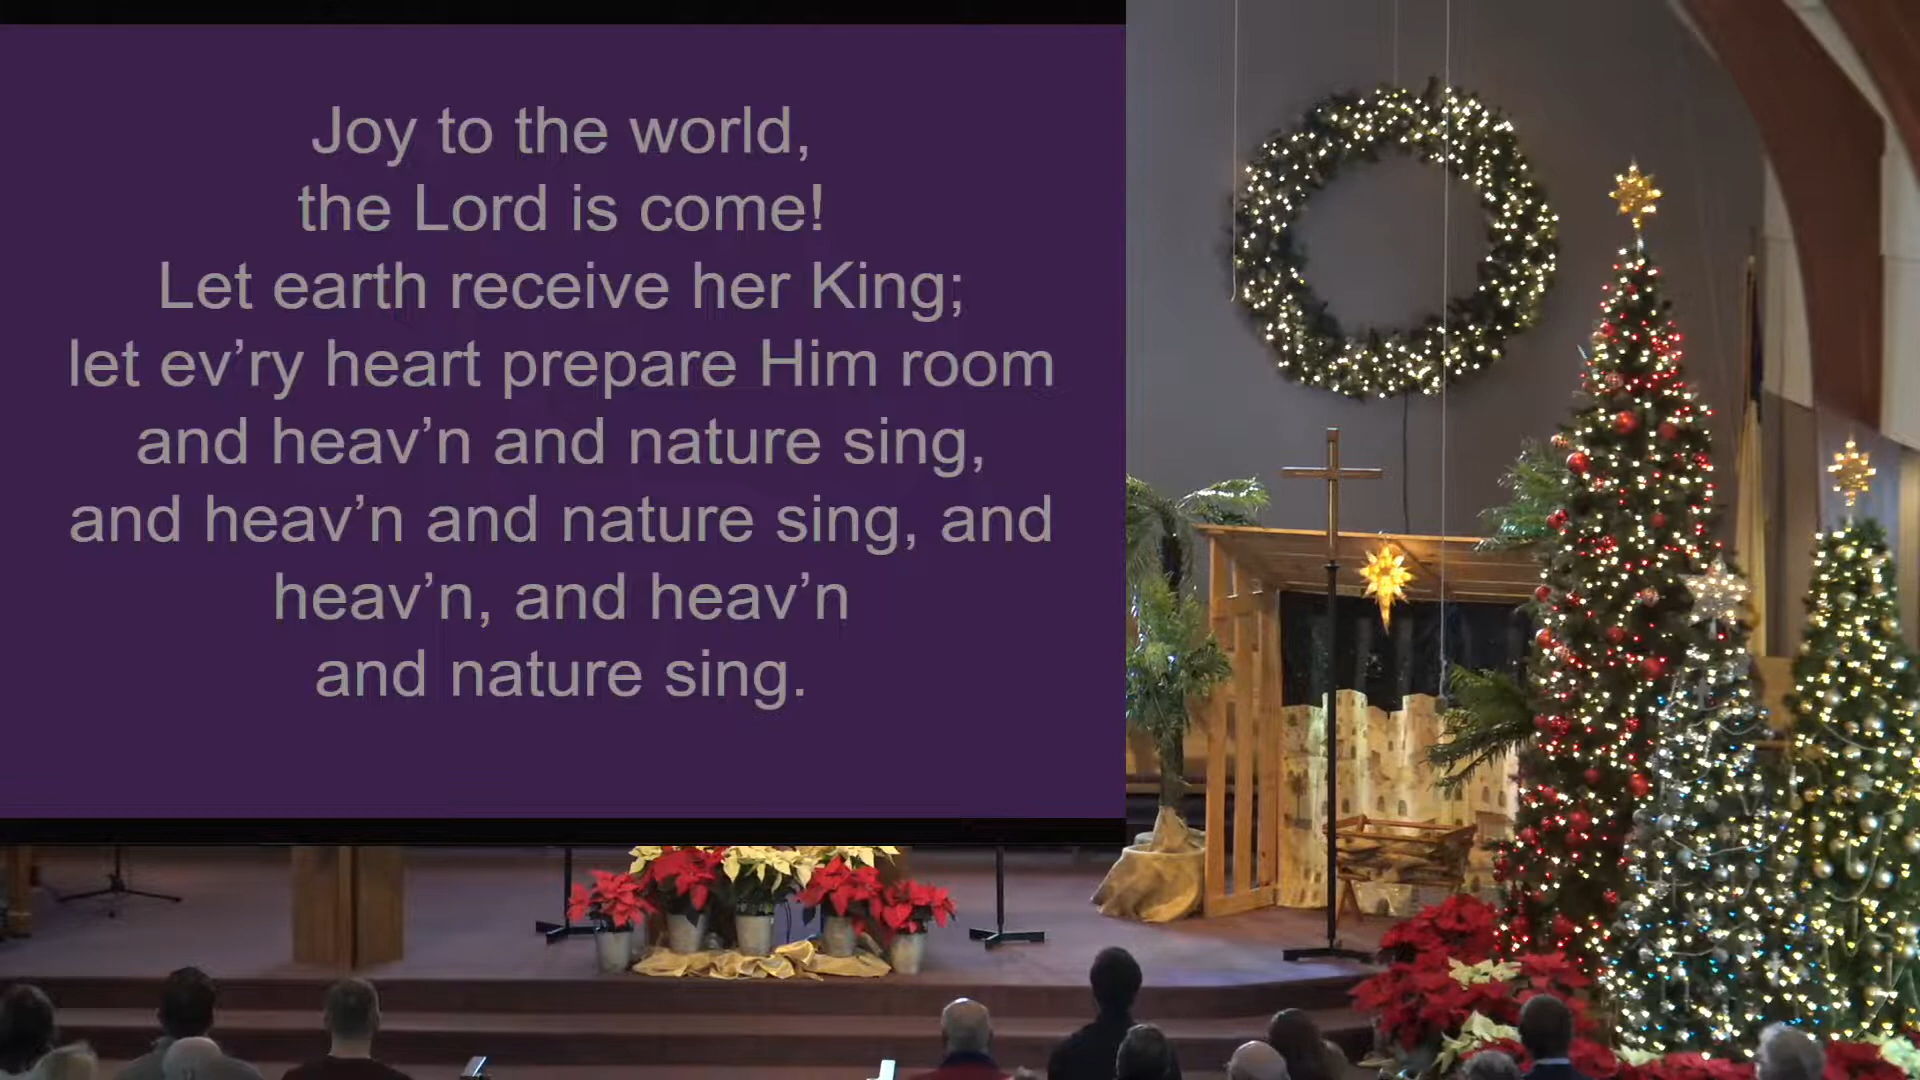 Joy to the world,
the Lord is come!
Let earth receive her King;
let ev’ry heart prepare Him room
and heav’n and nature sing,
and heav’n and nature sing, and
heav’n, and heav’n
and nature sing.